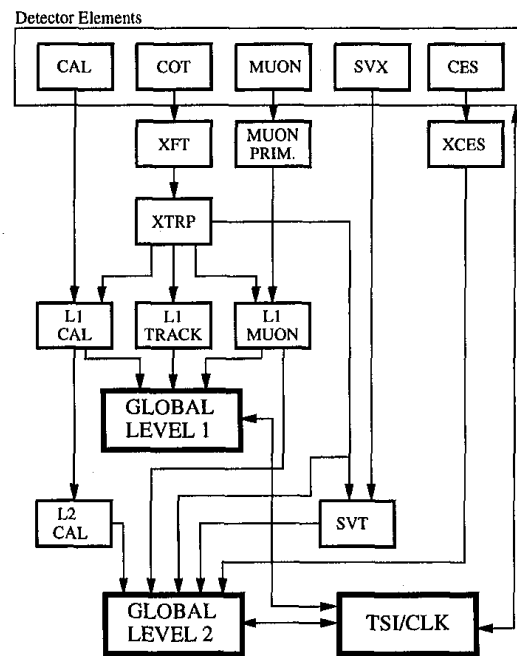 Detector Elements
CAL
COT
MUON
SVX
CES
XFT
MUON
PRIM.
XCES
XTRP
L1
CAL
L1
TRACK
L1
MUON
GLOBAL
LEVEL 1
L2
CAL
SVT
GLOBAL
LEVEL 2
TSI/CLK